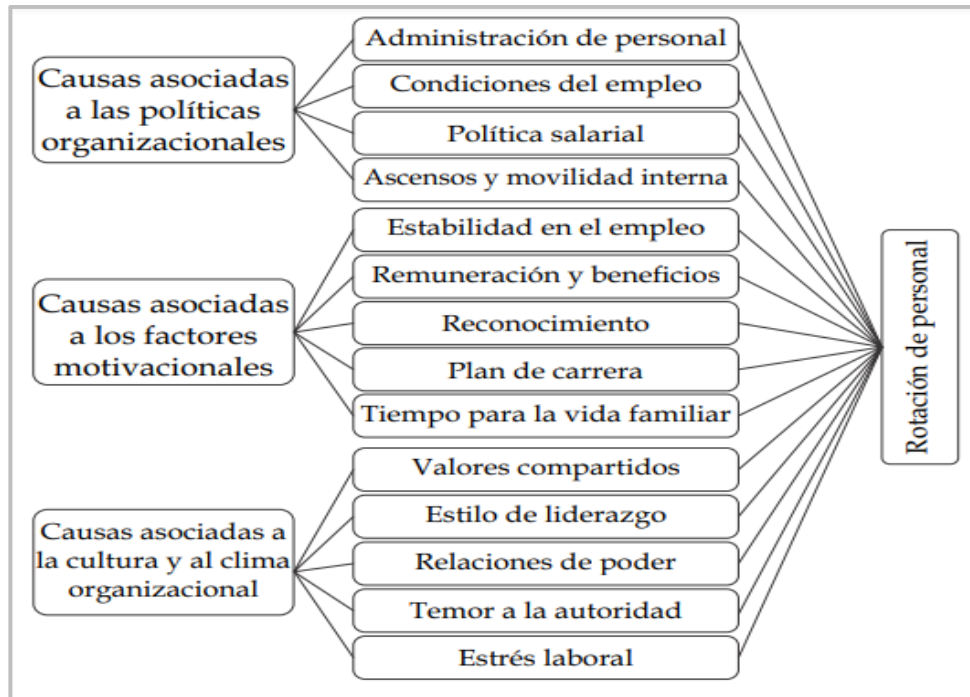 Causas asociadas
a las políticas
organizacionales
Administración de personal
Condiciones del empleo
Política salarial
Ascensos y movilidad interna
Causas asociadas
a los factores
motivacionales
Estabilidad en el empleo
Remuneración y beneficios
Reconocimiento
Plan de carrera
Tiempo para la vida familiar
Causas asociadas a
la cultura y al clima
organizacional
Valores compartidos
Estilo de liderazgo
Relaciones de poder
Temor a la autoridad
Estrés laboral
Rotación de personal